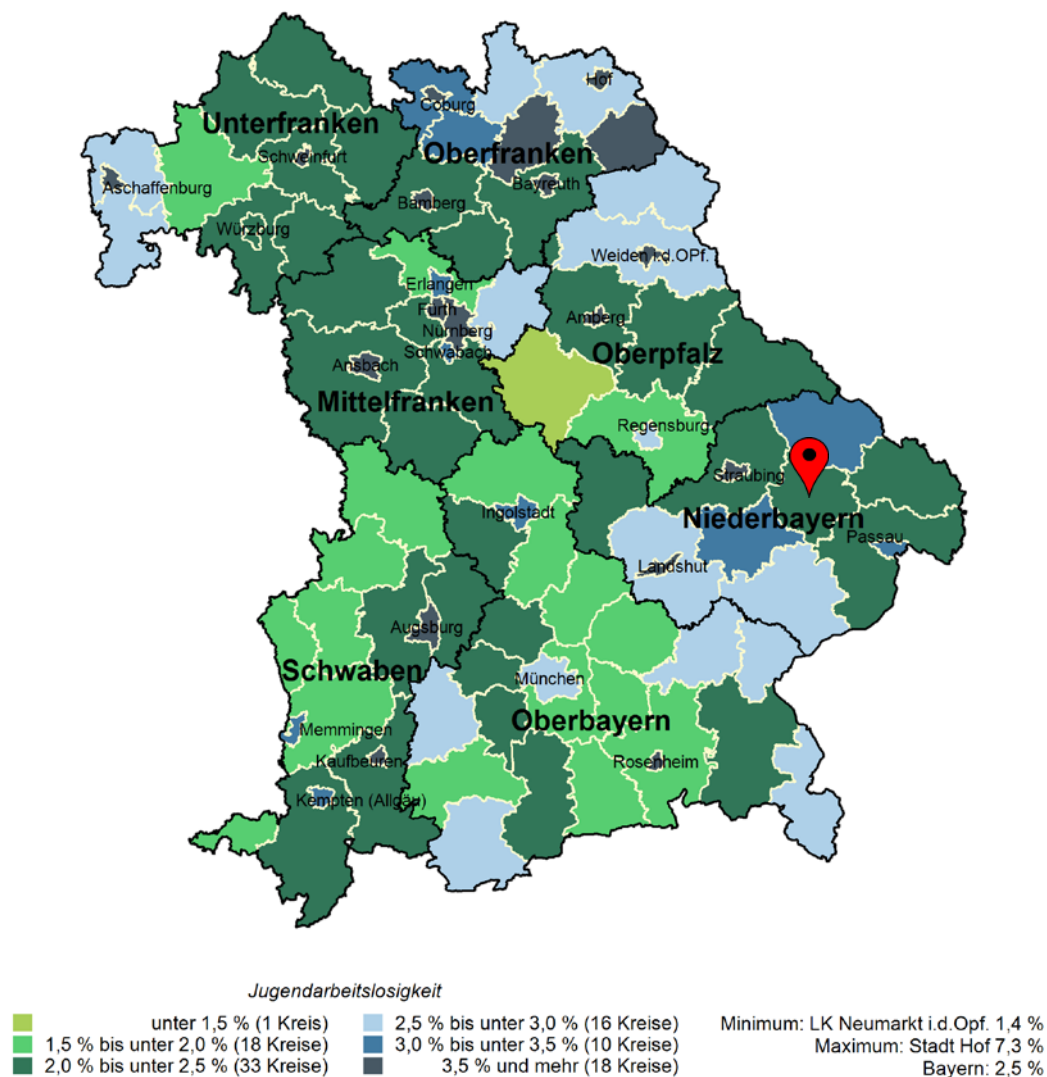 Hof
Coburg
Unterfranken
Oberfranken
Schweinfurt
Aschaffenburg
Bayreuth
Bamberg
Würzburg
Weiden i.d.OPf.
Erlangen
Fürth
Amberg
Nürnberg
Schwabach
Oberpfalz
Ansbach
Mittelfranken
Regensburg
Straubing
Ingolstadt
Niederbayern
Passau
Landshut
Augsburg
Schwaben
München
Oberbayern
Memmingen
Kaufbeuren
Rosenheim
Kempten (Allgäu)
Jugendarbeitslosigkeit
unter 1,5 % (1 Kreis)
1,5 % bis unter 2,0 % (18 Kreise)
2,0 % bis unter 2,5 % (33 Kreise)
2,5 % bis unter 3,0 % (16 Kreise)
3,0 % bis unter 3,5 % (10 Kreise)
3,5 % und mehr (18 Kreise)
Minimum: LK Neumarkt i.d.Opf. 1,4 %
Maximum: Stadt Hof 7,3 %
Bayern: 2,5 %